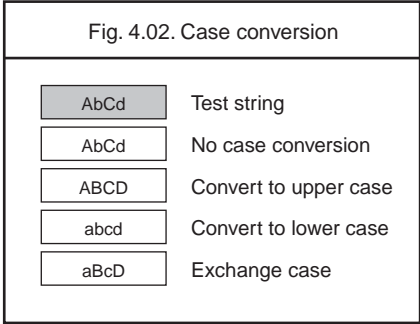 Fig. 4.02. Case conversion
AbCd Test string
AbCd No case conversion
ABCD Convert to upper case
abcd Convert to lower case
aBcD Exchange case